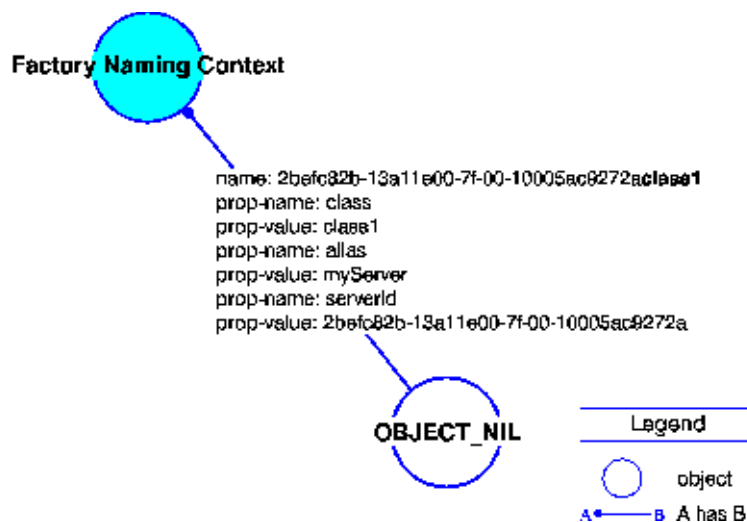 Factory Naming Context
name: 2befc82b-13a11e00-7f-00-10005ac9272aclass1
prop-name: class
prop-value: class1
prop-name: alias
prop-value: myServer
prop-name: serverId
prop-value: 2befc82b-13a11e00-7f-00-10005ac9272a
OBJECT_NIL
Legend
object
A B A has B